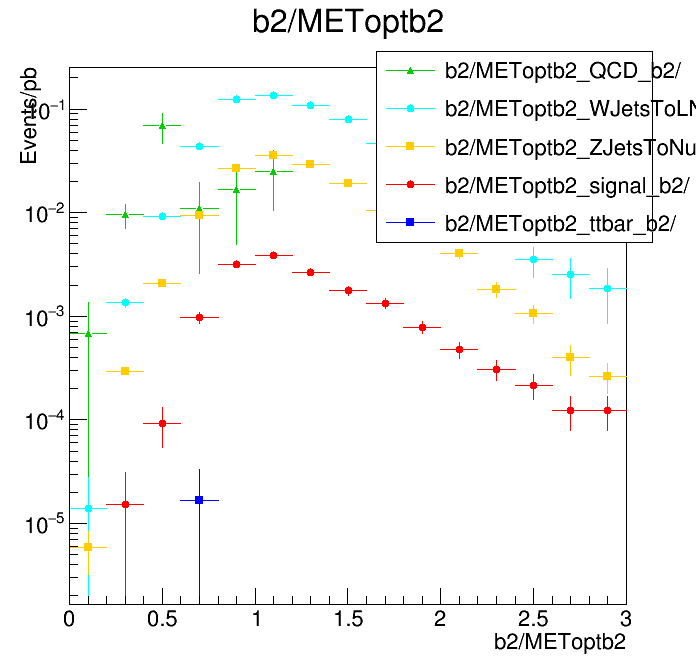 b2/METoptb2
Events/pb
b2/METoptb2_QCD_b2/
b2/METoptb2_WJetsToLN
b2/METoptb2_ZJetsToNu
b2/METoptb2_signal_b2/
b2/METoptb2_ttbar_b2/
10⁻¹
10⁻²
10⁻³
10⁻⁴
10⁻⁵
0 0.5 1 1.5 2 2.5 3
b2/METoptb2